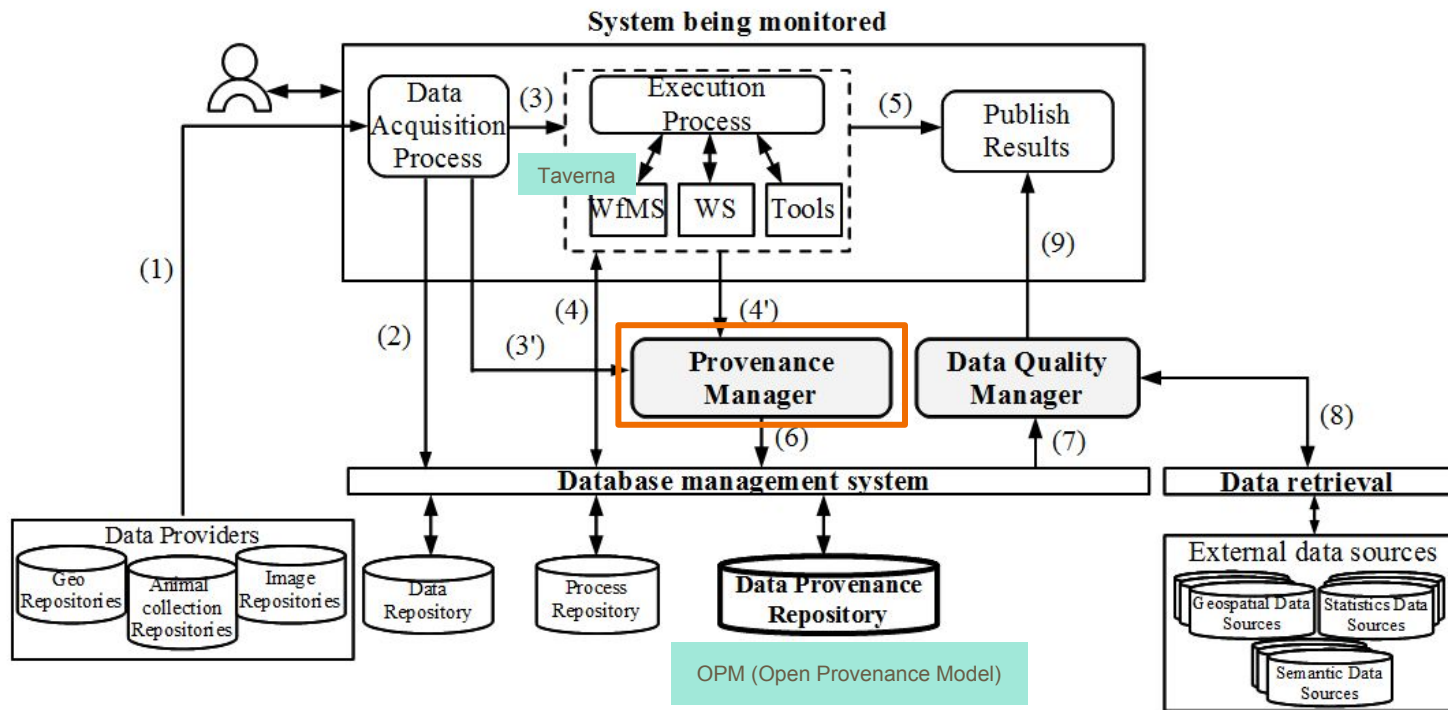 System being monitored
Data
Acquisition
Process
(3)
Execution
Process
(5)
Publish
Results
Taverna
WfMS
WS
Tools
(1)
(2)
(3')
(4)
(4')
(9)
Provenance
Manager
Data Quality
Manager
(6)
(7)
(8)
Database management system
Data retrieval
Data Providers
Geo
Repositories
Animal
collection
Repositories
Image
Repositories
Data
Repository
Process
Repository
Data Provenance
Repository
External data sources
Geospatial Data
Sources
Statistics Data
Sources
Semantic Data
Sources
OPM (Open Provenance Model)